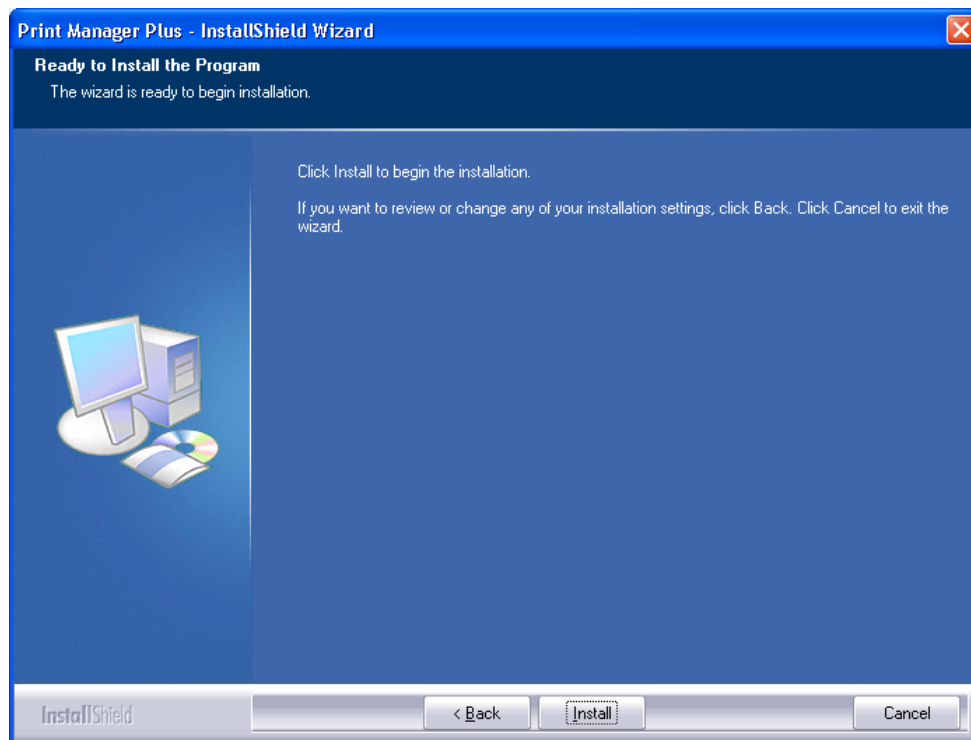 Print Manager Plus - InstallShield Wizard
Ready to Install the Program
The wizard is ready to begin installation.
Click Install to begin the installation.
If you want to review or change any of your installation settings, click Back. Click Cancel to exit the
wizard.
InstallShield
< Back
Install
Cancel